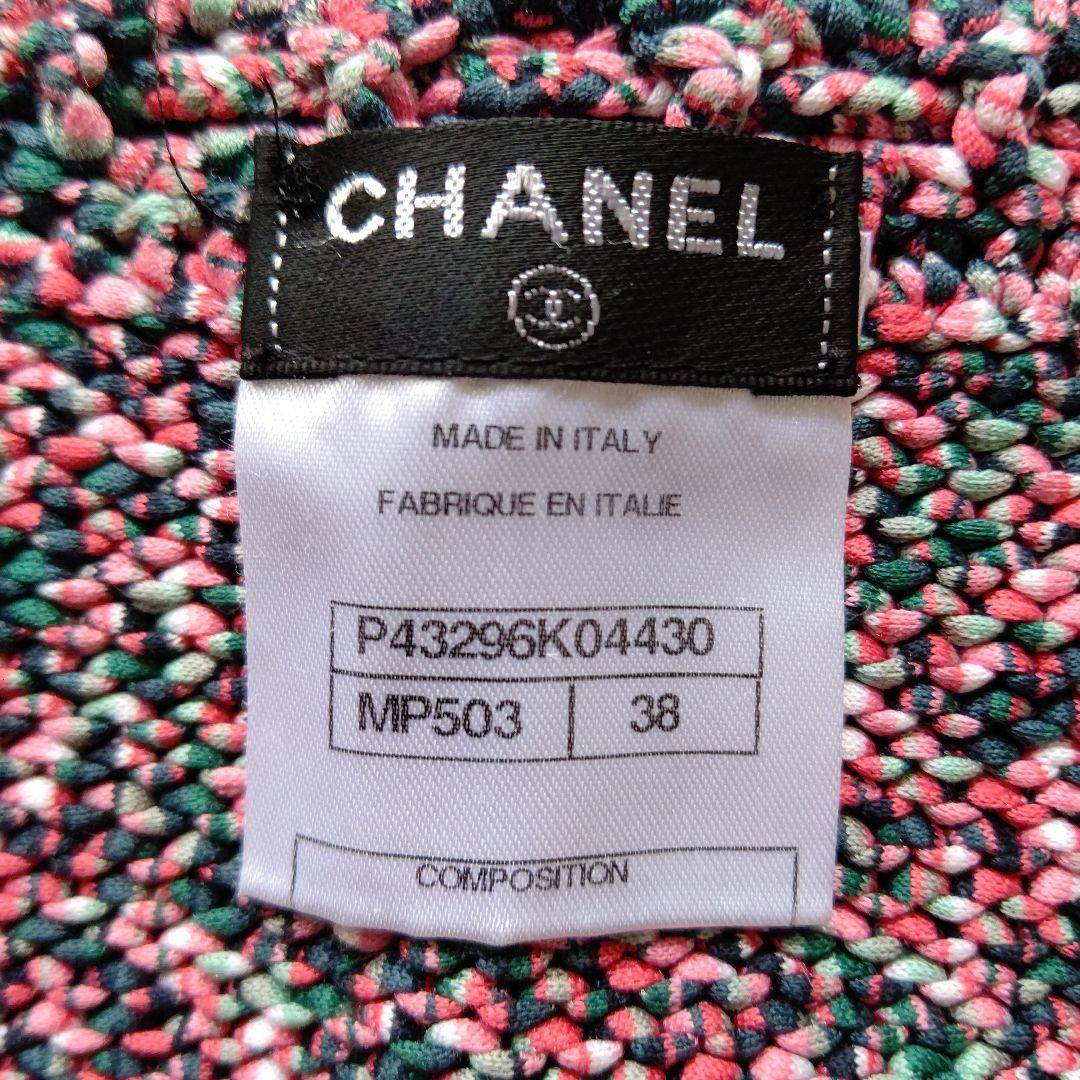 CHANEL
MADE IN ITALY
FABRIQUE EN ITALIE
P43296K04430
MP503 38
COMPOSITION